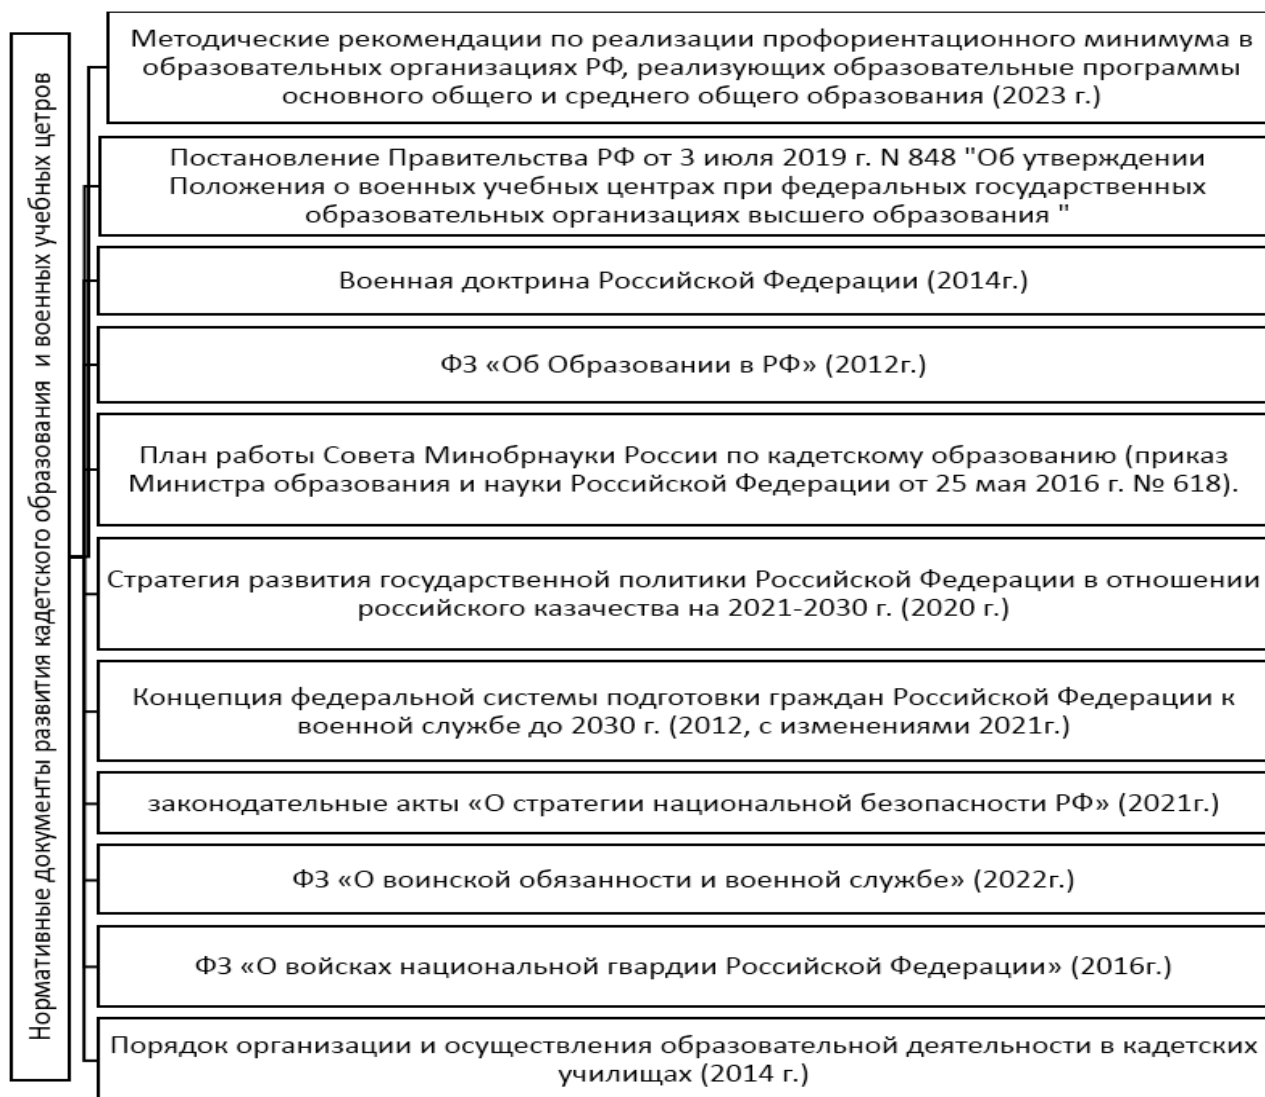 Нормативные документы развития кадетского образования и военных учебных цетров
Методические рекомендации по реализации профориентационного минимума в
образовательных организациях РФ, реализующих образовательные программы
основного общего и среднего общего образования (2023 г.)
Постановление Правительства РФ от 3 июля 2019 г. N 848 "Об утверждении
Положения о военных учебных центрах при федеральных государственных
образовательных организациях высшего образования "
Военная доктрина Российской Федерации (2014г.)
ФЗ «Об Образовании в РФ» (2012г.)
План работы Совета Минобрнауки России по кадетскому образованию (приказ
Министра образования и науки Российской Федерации от 25 мая 2016 г. № 618).
Стратегия развития государственной политики Российской Федерации в отношении
российского казачества на 2021-2030 г. (2020 г.)
Концепция федеральной системы подготовки граждан Российской Федерации к
военной службе до 2030 г. (2012, с изменениями 2021г.)
законодательные акты «О стратегии национальной безопасности РФ» (2021г.)
ФЗ «О воинской обязанности и военной службе» (2022г.)
ФЗ «О войсках национальной гвардии Российской Федерации» (2016г.)
Порядок организации и осуществления образовательной деятельности в кадетских
училищах (2014 г.)